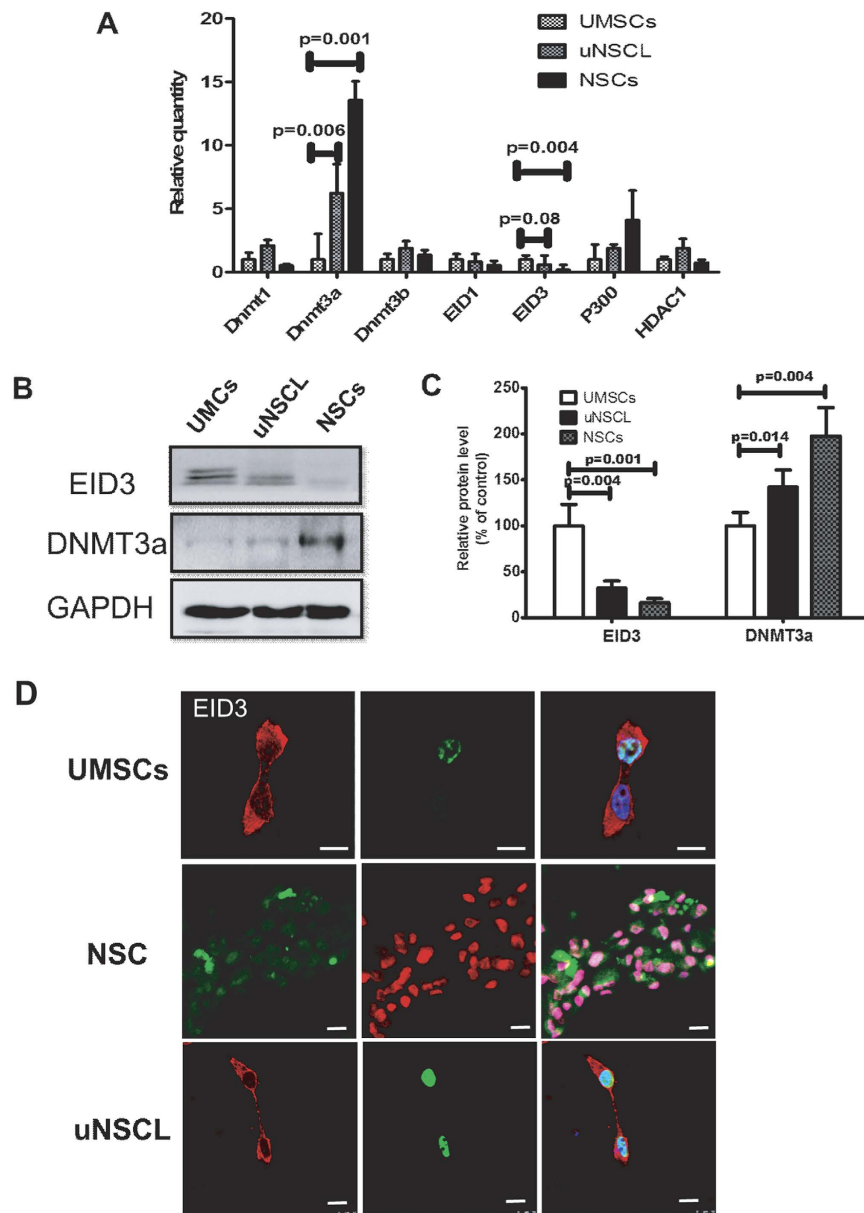 A
20
15
10
5
0
Relative quantity
UMSCs
uNSCL
NSCs
p=0.001
p=0.006
p=0.004
p=0.08
Dnmt1
Dnmt3a
Dnmt3b
EID1
EID3
P300
HDAC1
B
UMCs
uNSCL
NSCs
EID3
DNMT3a
GAPDH
C
250
200
150
100
50
0
Relative protein level
(% of control)
UMSCs
uNSCL
NSCs
p=0.004
p=0.014
p=0.001
p=0.004
EID3
DNMT3a
D
EID3
UMSCs
NSC
uNSCL